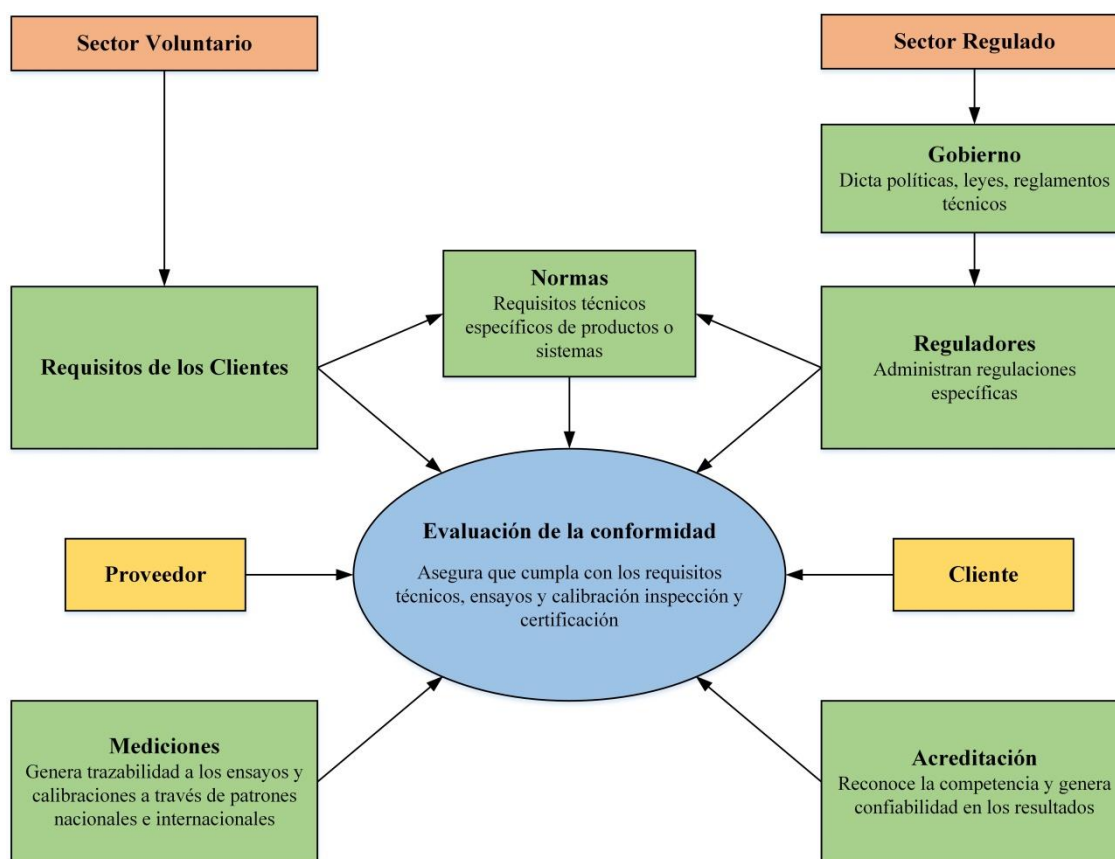 Sector Voluntario
Sector Regulado
Gobierno
Dicta políticas, leyes, reglamentos
técnicos
Normas
Requisitos técnicos
específicos de productos o
sistemas
Requisitos de los Clientes
Reguladores
Administran regulaciones
específicas
Evaluación de la conformidad
Asegura que cumpla con los requisitos
técnicos, ensayos y calibración inspección y
certificación
Proveedor
Cliente
Mediciones
Genera trazabilidad a los ensayos y
calibraciones a través de patrones
nacionales e internacionales
Acreditación
Reconoce la competencia y genera
confiabilidad en los resultados